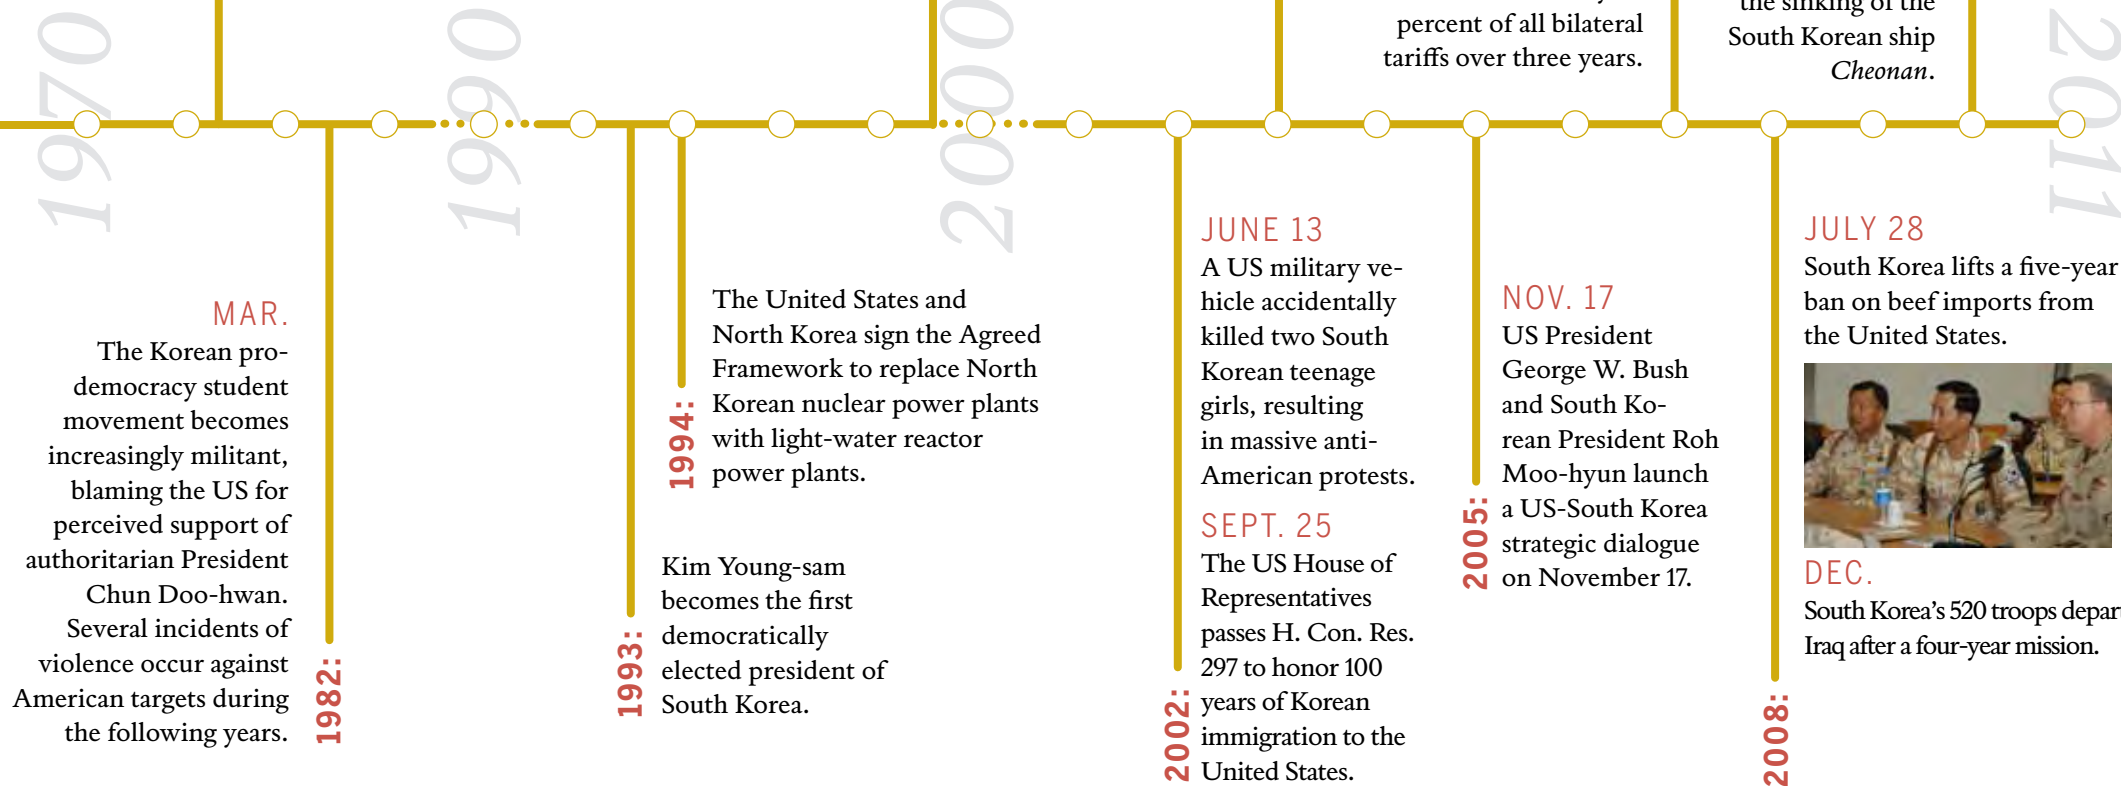 percent of all bilateral
tariffs over three years.
the sinking of the
South Korean ship
Cheonan.
1970
1990
2000
2011
MAR.
The Korean pro-
democracy student
movement becomes
increasingly militant,
blaming the US for
perceived support of
authoritarian President
Chun Doo-hwan.
Several incidents of
violence occur against
American targets during
the following years.
1982:
1993:
Kim Young-sam
becomes the first
democratically
elected president of
South Korea.
1994:
The United States and
North Korea sign the Agreed
Framework to replace North
Korean nuclear power plants
with light-water reactor
power plants.
2002:
JUNE 13
A US military ve-
hicle accidentally
killed two South
Korean teenage
girls, resulting
in massive anti-
American protests.
SEPT. 25
The US House of
Representatives
passes H. Con. Res.
297 to honor 100
years of Korean
immigration to the
United States.
2005:
NOV. 17
US President
George W. Bush
and South Ko-
rean President Roh
Moo-hyun launch
a US-South Korea
strategic dialogue
on November 17.
2008:
JULY 28
South Korea lifts a five-year
ban on beef imports from
the United States.
DEC.
South Korea's 520 troops depar
Iraq after a four-year mission.